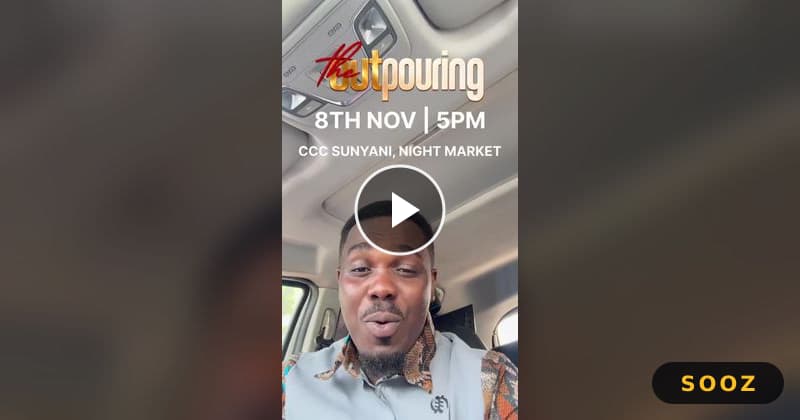 the outpouring
8TH NOV | 5PM
CCC SUNYANI, NIGHT MARKET
SOOZ